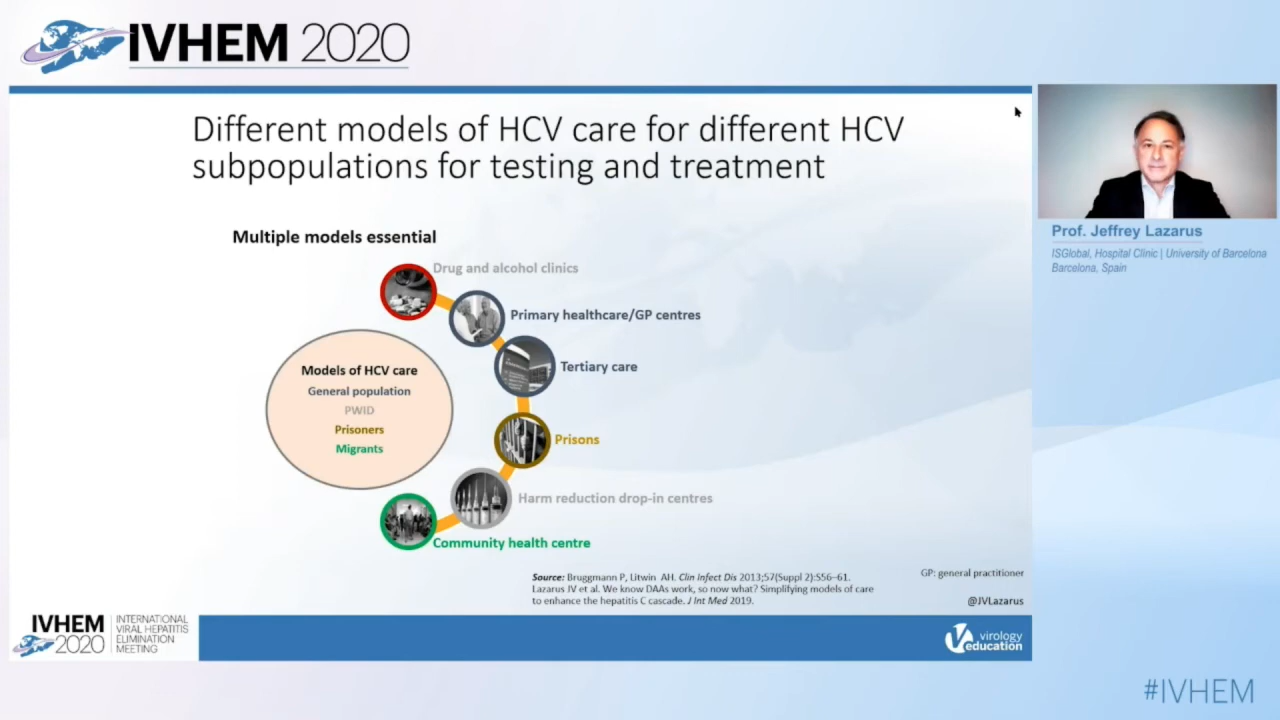 IVHEM 2020
Different models of HCV care for different HCV
subpopulations for testing and treatment
Multiple models essential
Drug and alcohol clinics
Primary healthcare/GP centres
Tertiary care
Prisons
Harm reduction drop-in centres
Community health centre
Models of HCV care
General population
PWID
Prisoners
Migrants
Source: Bruggmann P, Litwin AH. Clin Infect Dis 2013;57(Suppl 2):S56–61.
Lazarus JV et al. We know DAAs work, so now what? Simplifying models of care
to enhance the hepatitis C cascade. J Int Med 2019.
GP: general practitioner
@JVLazarus
IVHEM
2020
INTERNATIONAL
VIRAL HEPATITIS
ELIMINATION
MEETING
virology
education
Prof. Jeffrey Lazarus
ISGlobal, Hospital Clinic | University of Barcelona
Barcelona, Spain
#IVHEM